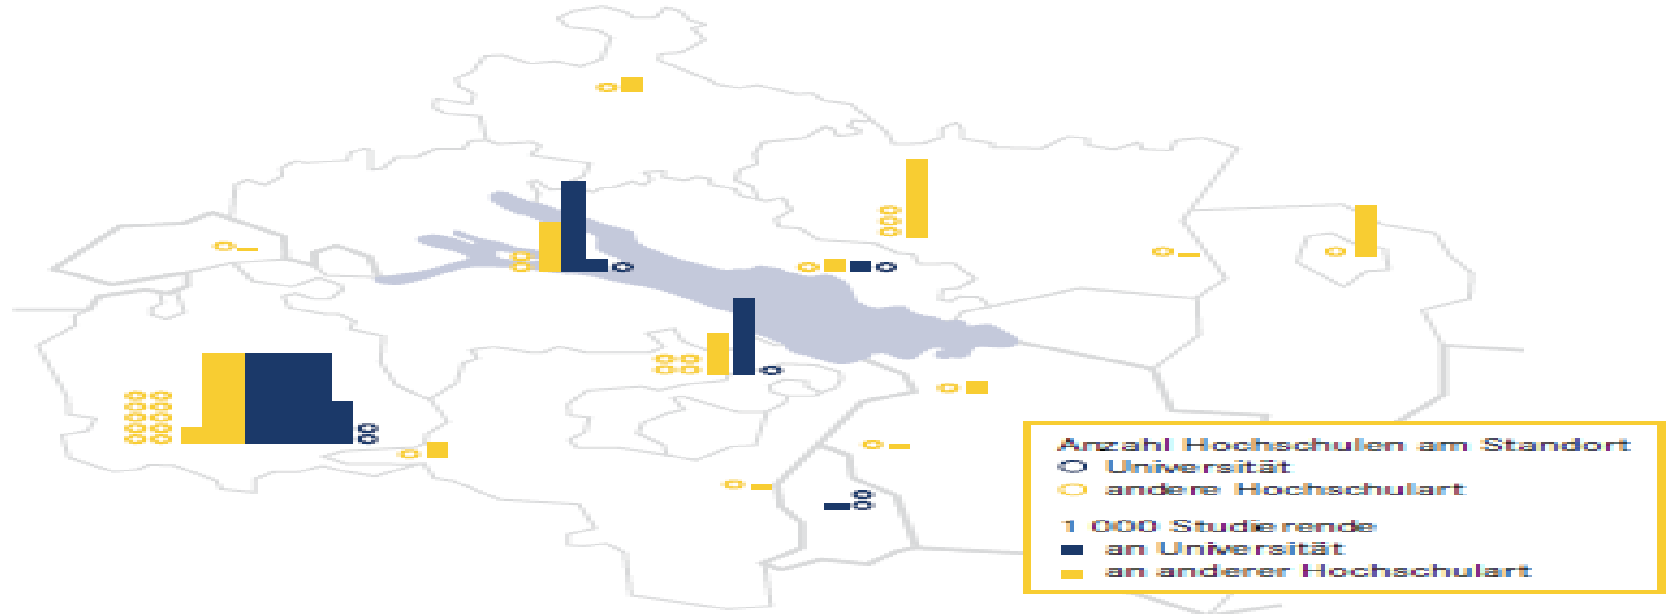 Anzahl Hochschulen am Standort
Universität
andere Hochschulart
1 000 Studierende
an Universität
an anderer Hochschulart